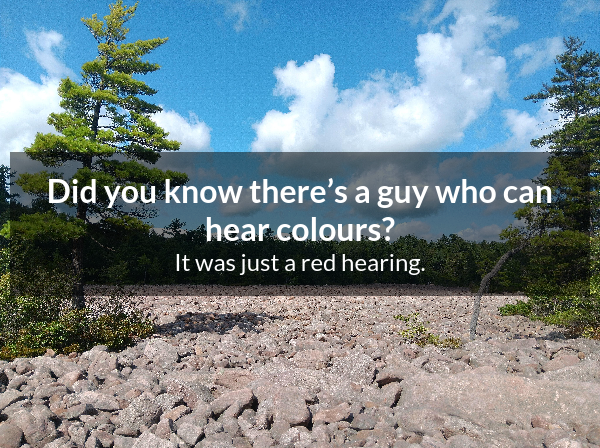 Did you know there’s a guy who can
hear colours?
It was just a red hearing.